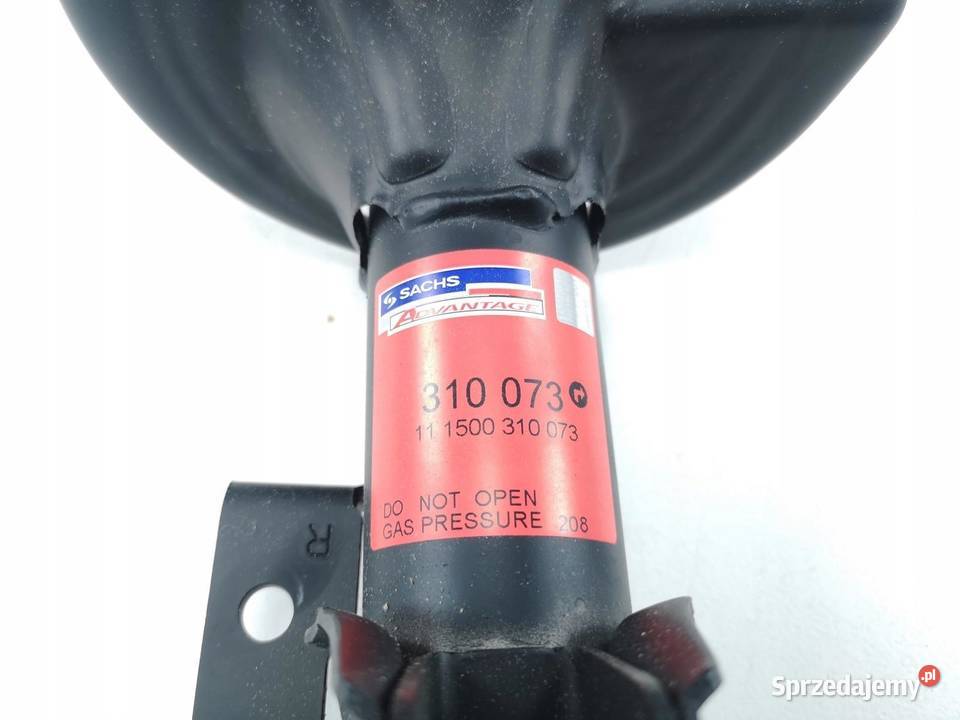 SACHS
ADVANTAGE
310 073
11 1500 310 073
DO NOT OPEN
GAS PRESSURE 208
R
Sprzedajemy.pl